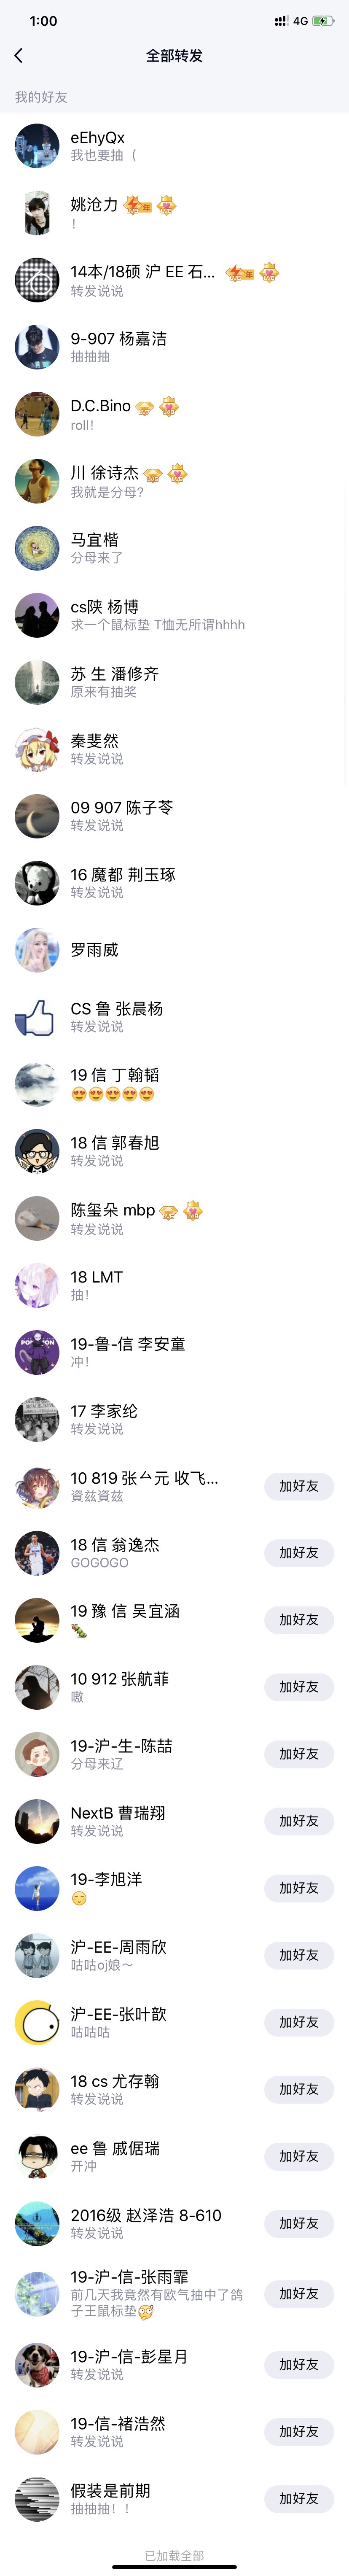 1:00
4G
全部转发
我的好友
eEhyQx
我也要抽（
姚沧力
年
！
14本/18硕 沪 EE 石...
年
转发说说
9-907 杨嘉洁
抽抽抽
D.C.Bino
roll！
川 徐诗杰
我就是分母?
马宜楷
分母来了
cs陕 杨博
求一个鼠标垫 T恤无所谓hhhh
苏 生 潘修齐
原来有抽奖
秦斐然
转发说说
09 907 陈子苓
转发说说
16 魔都 荆玉琢
转发说说
罗雨威
CS 鲁 张晨杨
转发说说
19 信 丁翰韬
18 信 郭春旭
转发说说
陈玺朵 mbp
转发说说
18 LMT
抽！
19-鲁-信 李安童
冲！
17 李家纶
转发说说
10 819 张𠆢元 收飞...
資兹資兹
加好友
18 信 翁逸杰
GOGOGO
加好友
19 豫 信 吴宜涵
加好友
10 912 张航菲
嗷
加好友
19-沪-生-陈喆
分母来辽
加好友
NextB 曹瑞翔
转发说说
加好友
19-李旭洋
加好友
沪-EE-周雨欣
咕咕oj娘～
加好友
沪-EE-张叶歆
咕咕咕
加好友
18 cs 尤存翰
转发说说
加好友
ee 鲁 戚倨瑞
开冲
加好友
2016级 赵泽浩 8-610
转发说说
加好友
19-沪-信-张雨霏
前几天我竟然有欧气抽中了鸽
子王鼠标垫
加好友
19-沪-信-彭星月
转发说说
加好友
19-信-褚浩然
转发说说
加好友
假装是前期
抽抽抽！！
加好友
已加载全部